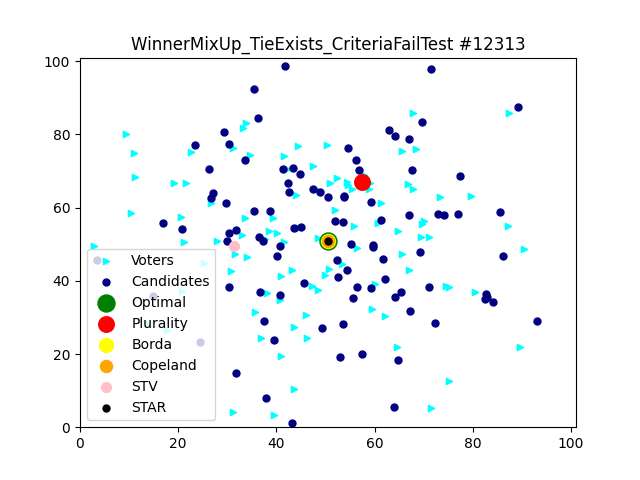 WinnerMixUp_TieExists_CriteriaFailTest #12313
100
80
60
40
20
0
Voters
Candidates
Optimal
Plurality
Borda
Copeland
STV
STAR
0 20 40 60 80 100